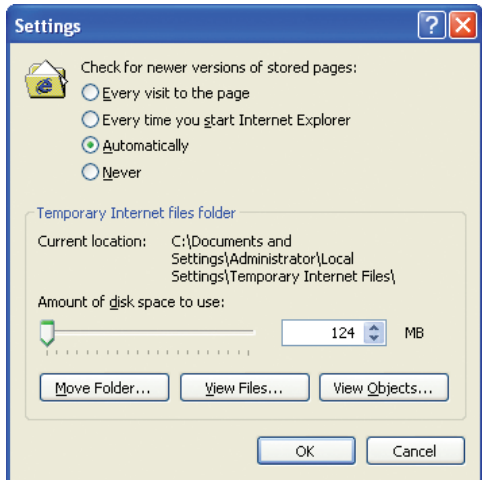 Settings
Check for newer versions of stored pages:
Every visit to the page
Every time you start Internet Explorer
Automatically
Never
Temporary Internet files folder
Current location:
C:\Documents and
Settings\Administrator\Local
Settings\Temporary Internet Files\
Amount of disk space to use:
124 MB
Move Folder... View Files... View Objects...
OK Cancel